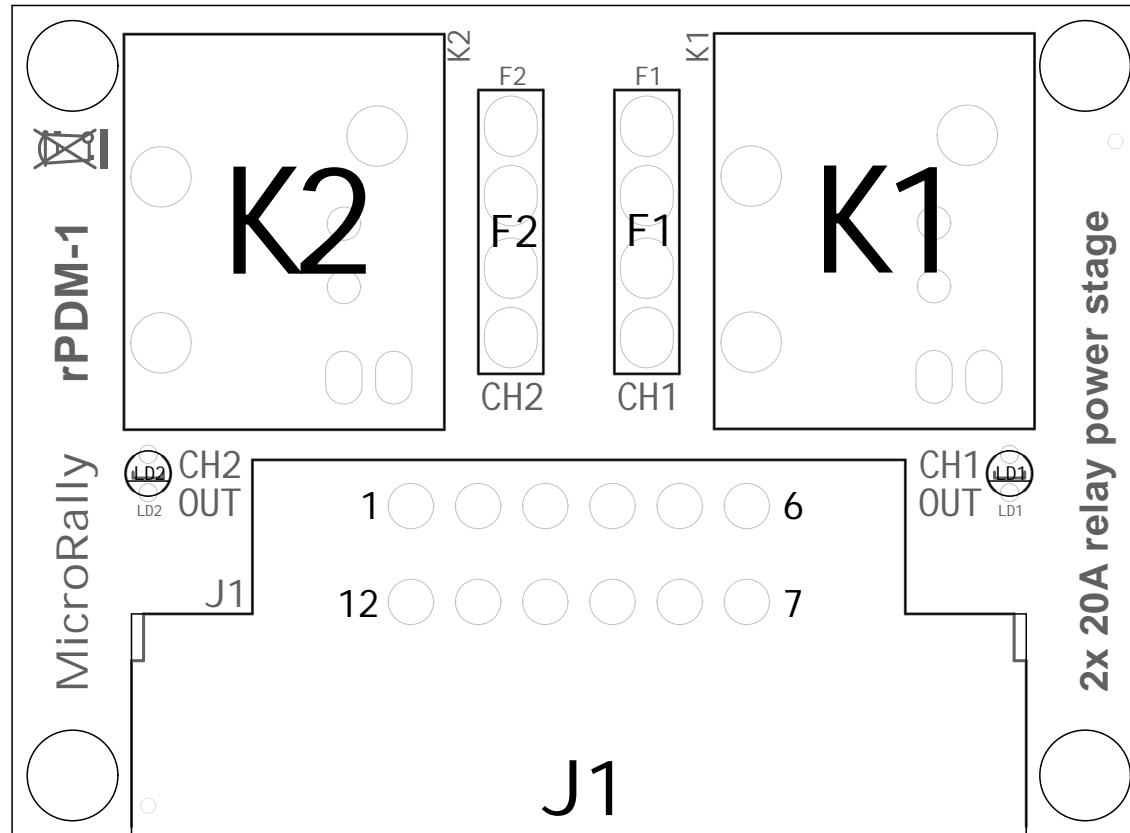 K2
F2
F1
K1
K2
F2
F1
K1
CH2
CH1
rPDM-1
MicroRally
2x 20A relay power stage
LD2
LD2
CH2
OUT
CH1
OUT
LD1
LD1
1
6
J1
12
7
J1